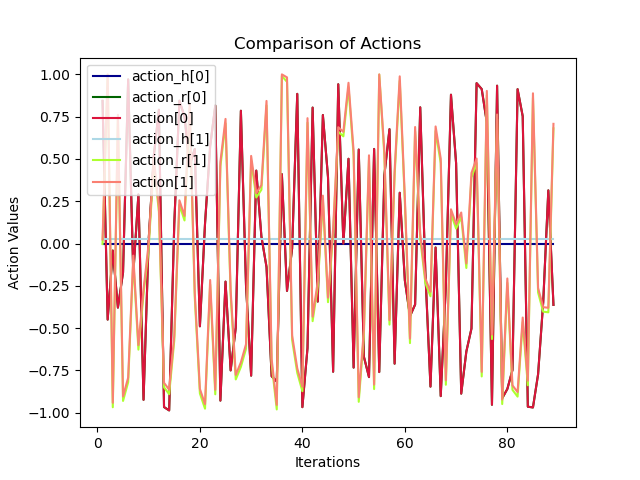 Comparison of Actions
action_h[0]
action_r[0]
action[0]
action_h[1]
action_r[1]
action[1]
1.00
0.75
0.50
0.25
0.00
−0.25
−0.50
−0.75
−1.00
Action Values
0 20 40 60 80
Iterations